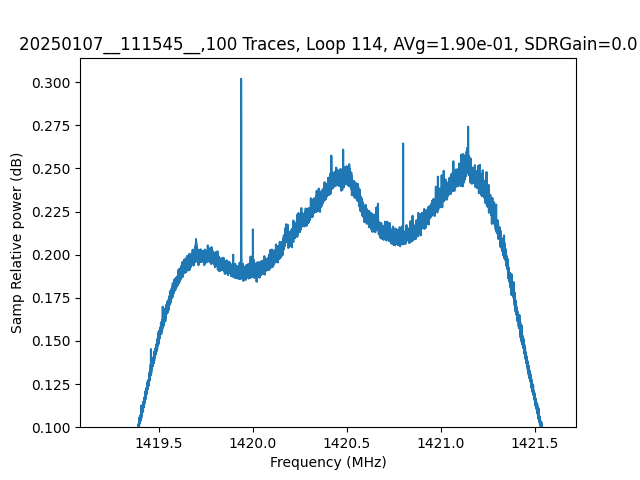 20250107__111545__,100 Traces, Loop 114, AVg=1.90e-01, SDRGain=0.0
Samp Relative power (dB)
0.300
0.275
0.250
0.225
0.200
0.175
0.150
0.125
0.100
1419.5 1420.0 1420.5 1421.0 1421.5
Frequency (MHz)